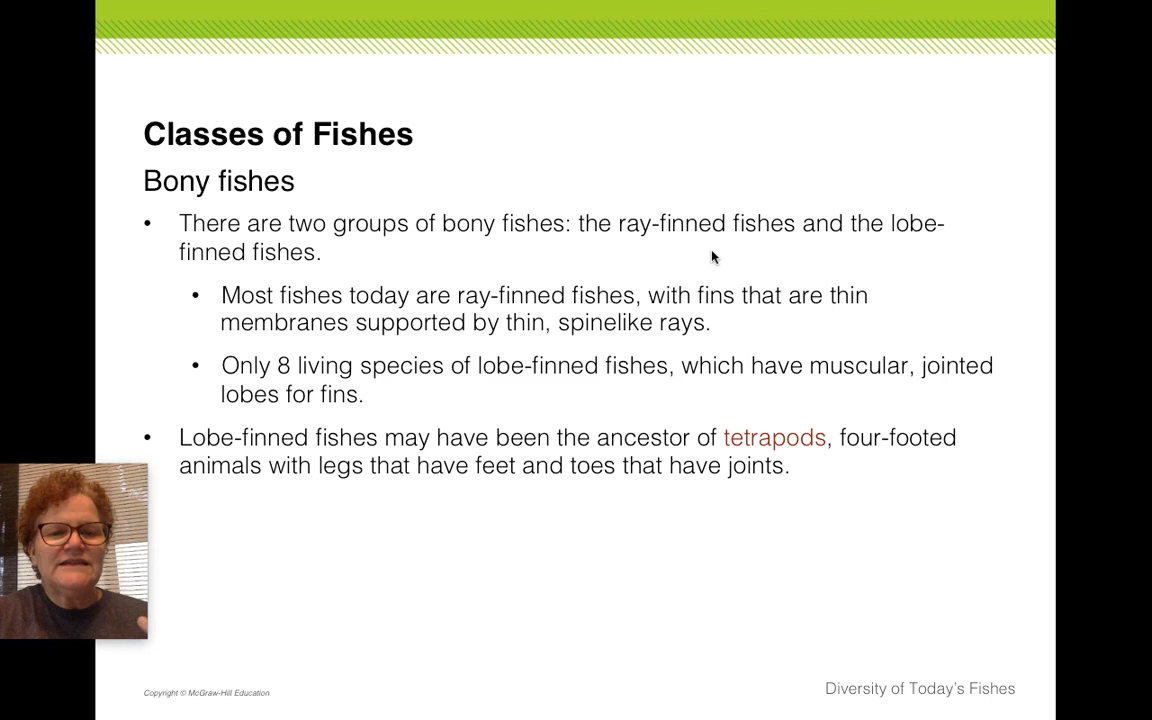 Classes of Fishes
Bony fishes
• There are two groups of bony fishes: the ray-finned fishes and the lobe-
finned fishes.
• Most fishes today are ray-finned fishes, with fins that are thin
membranes supported by thin, spinelike rays.
• Only 8 living species of lobe-finned fishes, which have muscular, jointed
lobes for fins.
• Lobe-finned fishes may have been the ancestor of tetrapods, four-footed
animals with legs that have feet and toes that have joints.
Copyright © McGraw-Hill Education
Diversity of Today's Fishes